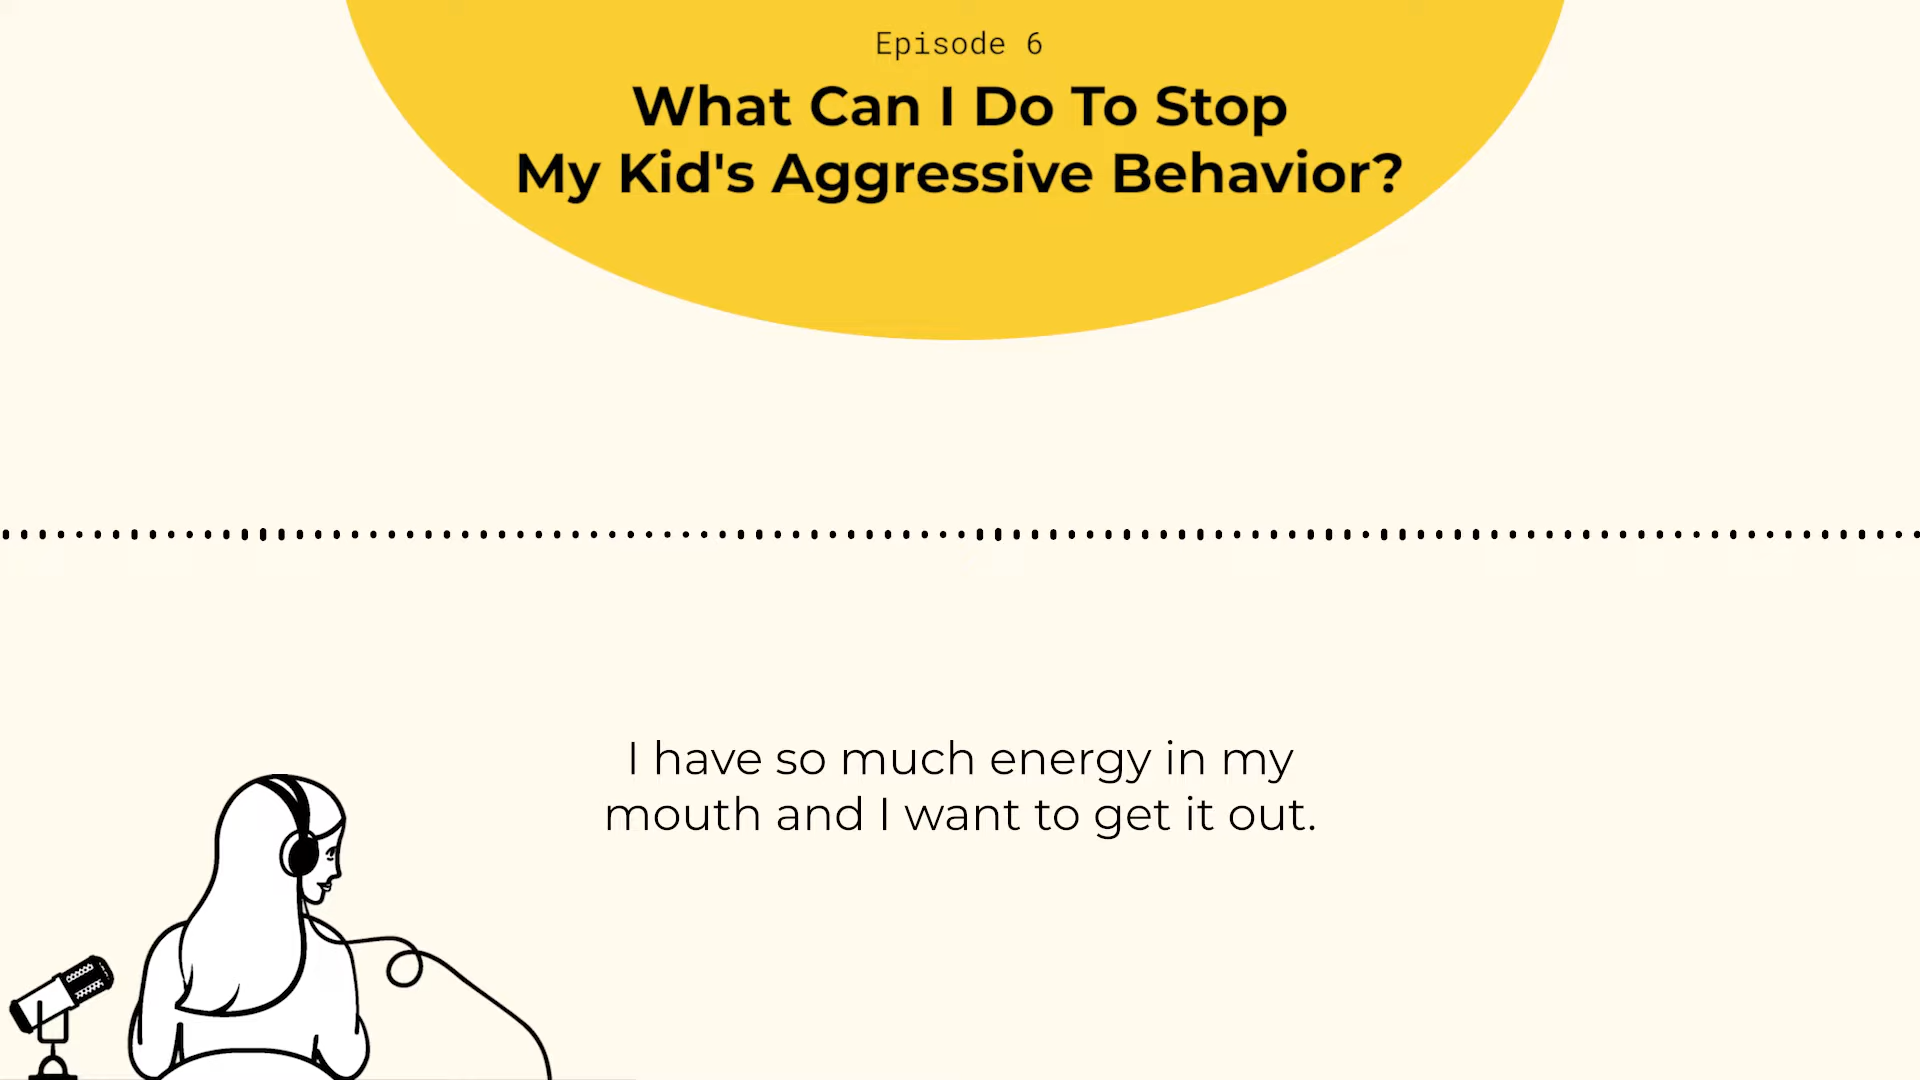 Episode 6
What Can I Do To Stop
My Kid's Aggressive Behavior?
I have so much energy in my
mouth and I want to get it out.